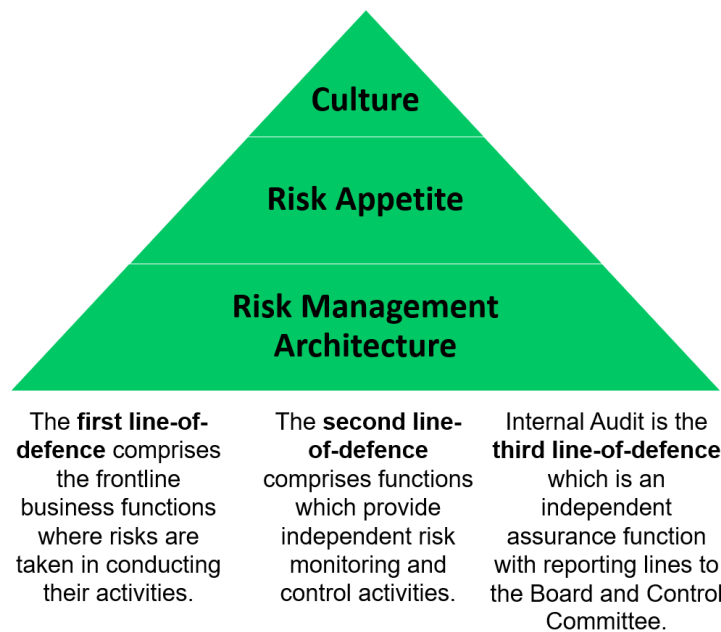 Culture
Risk Appetite
Risk Management
Architecture
The first line-of-
defence comprises
the frontline
business functions
where risks are
taken in conducting
their activities.
The second line-
of-defence
comprises functions
which provide
independent risk
monitoring and
control activities.
Internal Audit is the
third line-of-defence
which is an
independent
assurance function
with reporting lines to
the Board and Control
Committee.